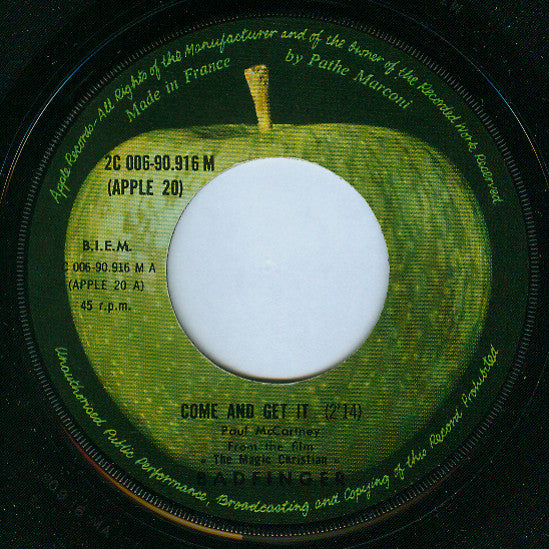 Apple Records-All Rights of the Manufacturer and of the Owner of the Recorded Work Reserved
Made in France by Pathe Marconi
2C 006-90.916 M
(APPLE 20)
B.I.E.M.
C 006-90.916 M A
(APPLE 20 A)
45 r.p.m.
COME AND GET IT (2'14)
Paul McCartney
From the film
« The Magic Christian »
BADFINGER
Unauthorised Public Performance, Broadcasting and Copying of this Record Prohibited